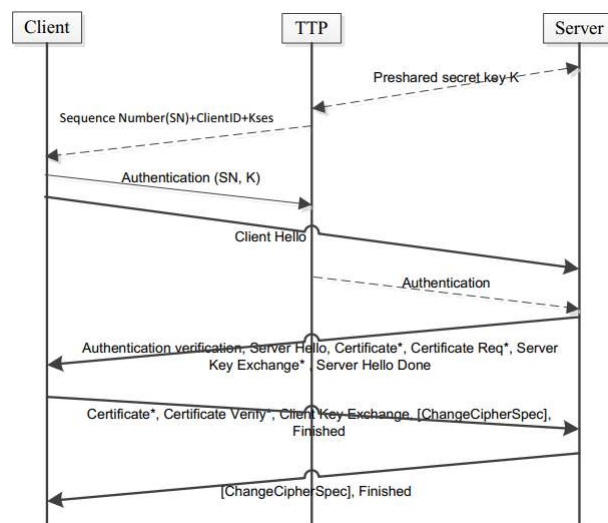 Client
TTP
Server
Preshared secret key K
Sequence Number(SN)+ClientID+Kses
Authentication (SN, K)
Client Hello
Authentication
Authentication verification, Server Hello, Certificate*, Certificate Req*, Server
Key Exchange* , Server Hello Done
Certificate*, Certificate Verify*, Client Key Exchange, [ChangeCipherSpec],
Finished
[ChangeCipherSpec], Finished